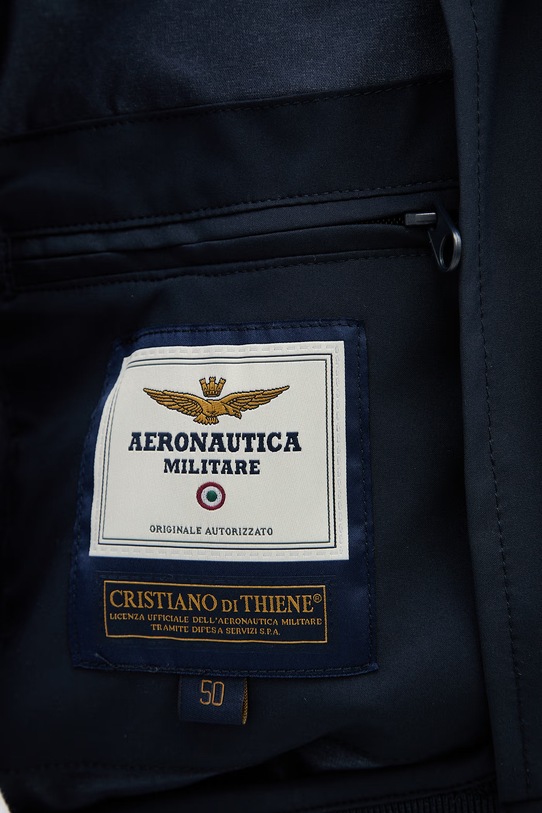 AERONAUTICA
MILITARE
ORIGINALE AUTORIZZATO
CRISTIANO DI THIENE®
LICENZA UFFICIALE DELL'AERONAUTICA MILITARE
TRAMITE DIFESA SERVIZI S.P.A.
50